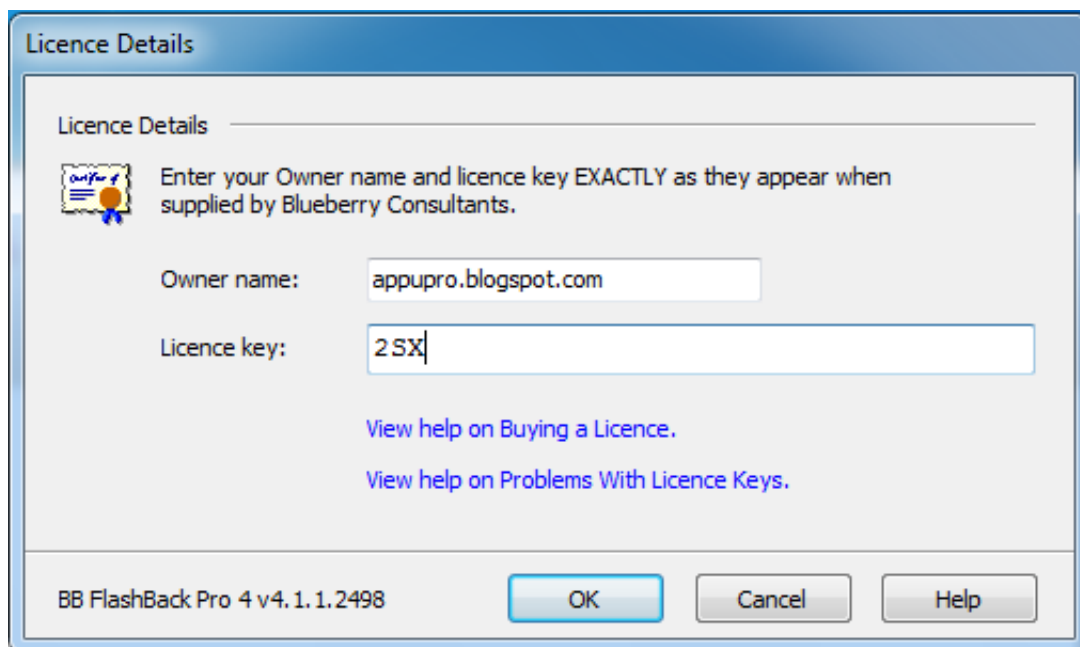 Licence Details
Licence Details
Enter your Owner name and licence key EXACTLY as they appear when
supplied by Blueberry Consultants.
Owner name: appupro.blogspot.com
Licence key: 2SX
View help on Buying a Licence.
View help on Problems With Licence Keys.
BB FlashBack Pro 4 v4.1.1.2498 OK Cancel Help